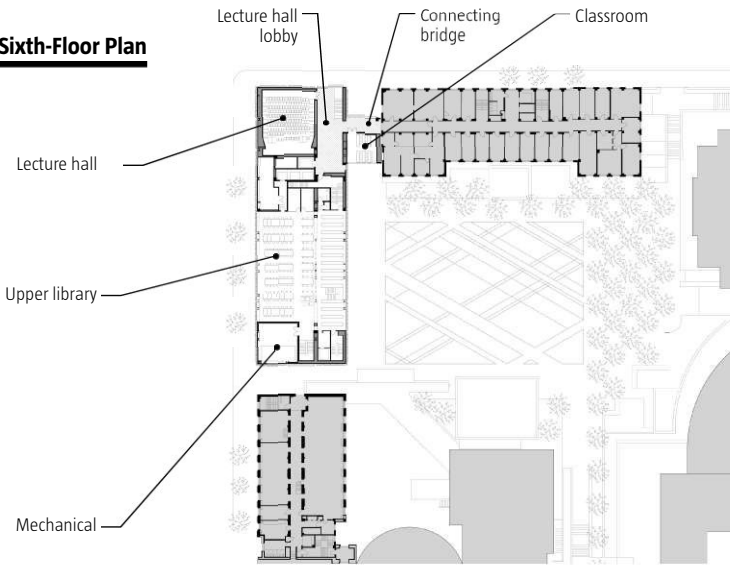 Sixth-Floor Plan
Lecture hall
lobby
Connecting
bridge
Classroom
Lecture hall
Upper library
Mechanical